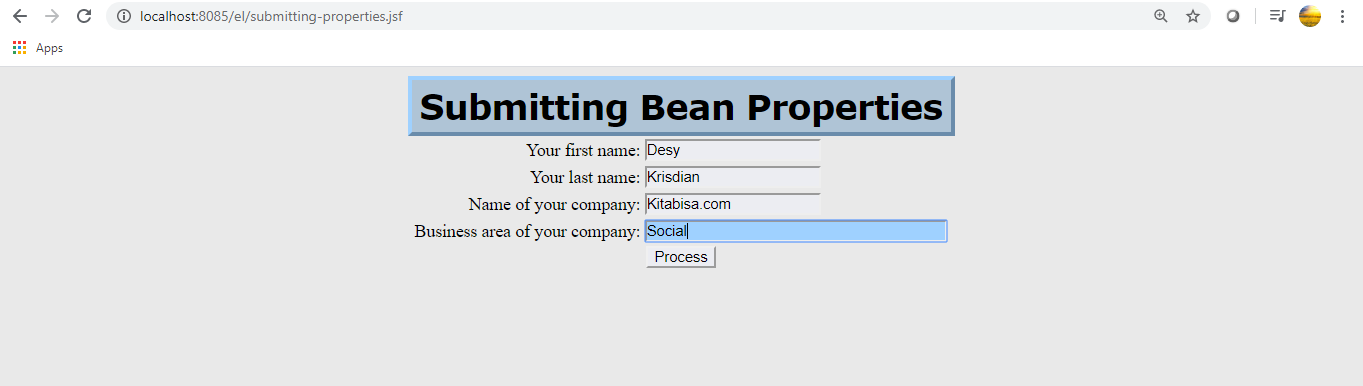 localhost:8085/el/submitting-properties.jsf
Apps
Submitting Bean Properties
Your first name: Desy
Your last name: Krisdian
Name of your company: Kitabisa.com
Business area of your company: Social
Process